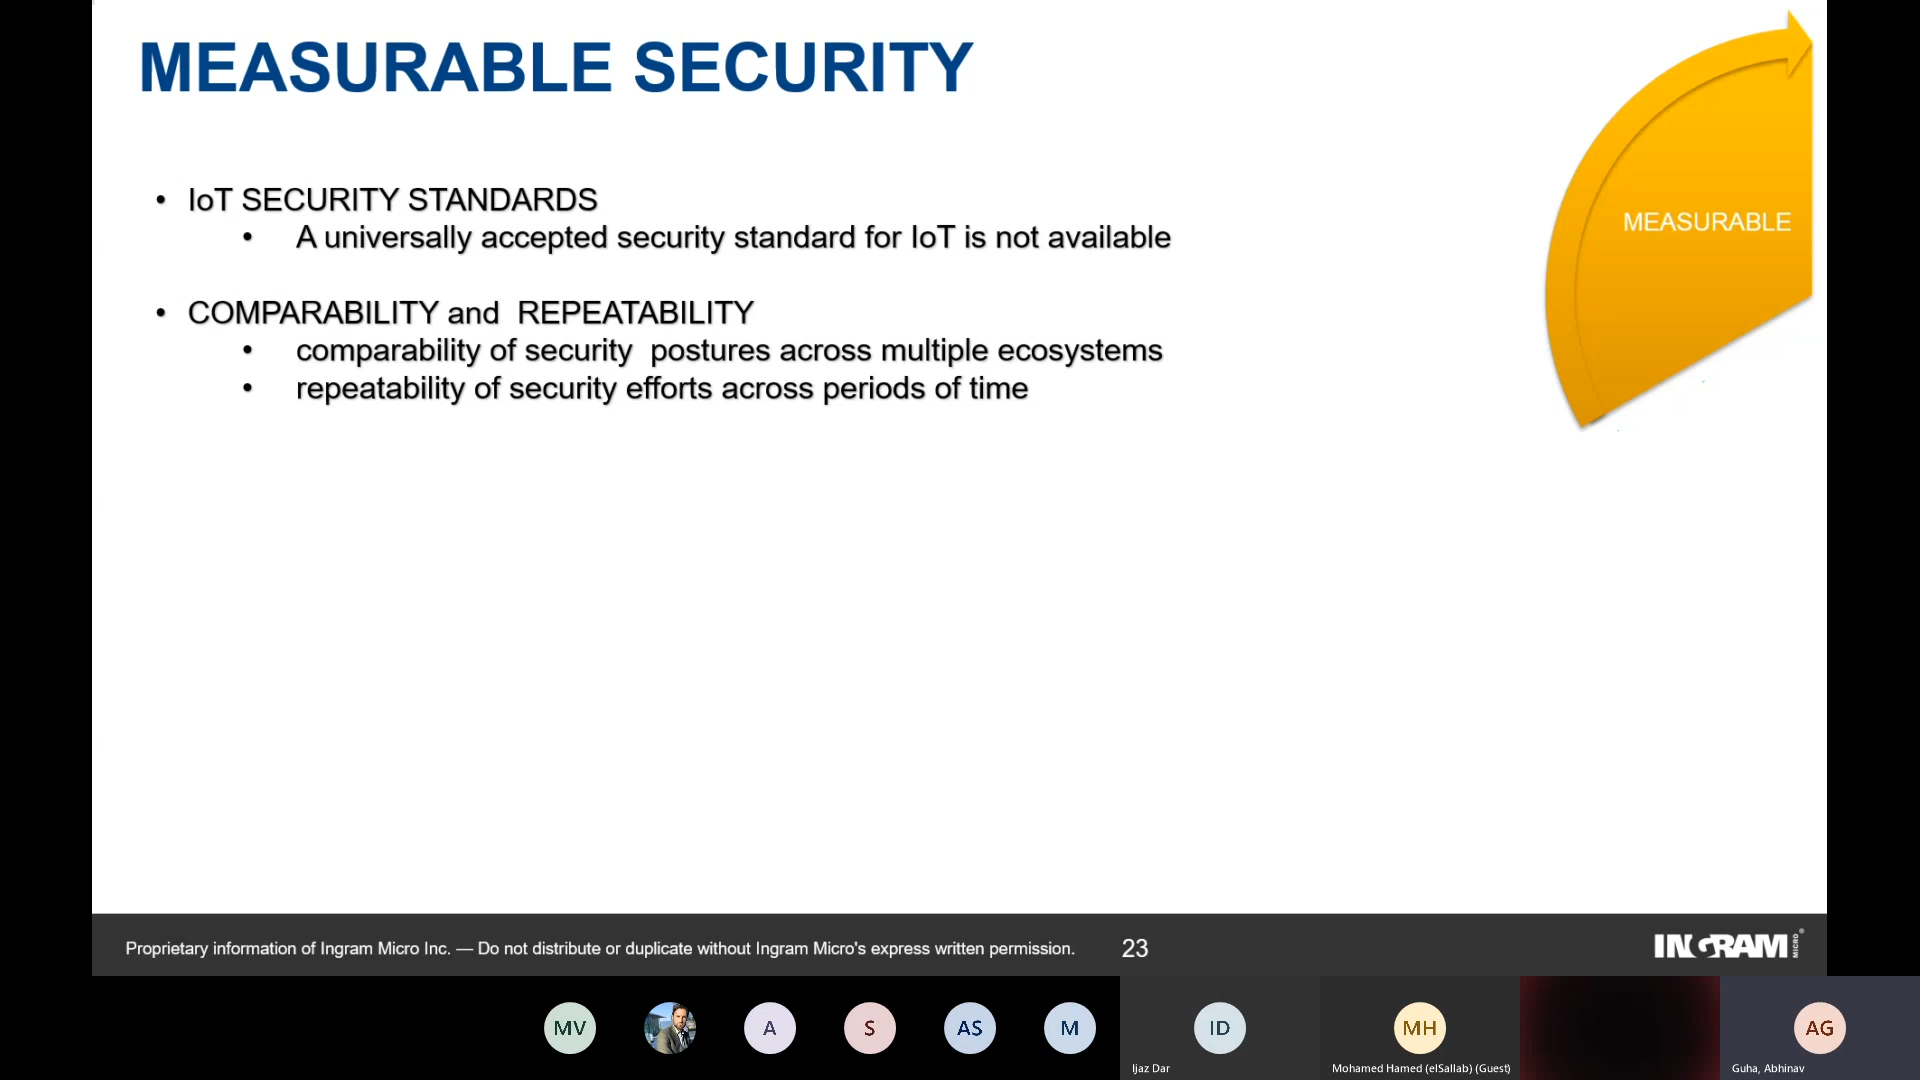 MEASURABLE SECURITY
MEASURABLE
• IoT SECURITY STANDARDS
• A universally accepted security standard for IoT is not available
• COMPARABILITY and REPEATABILITY
• comparability of security postures across multiple ecosystems
• repeatability of security efforts across periods of time
Proprietary information of Ingram Micro Inc. — Do not distribute or duplicate without Ingram Micro's express written permission.
23
INGRAM MICRO®
MV
A
S
AS
M
ID
MH
AG
Ijaz Dar
Mohamed Hamed (elSallab) (Guest)
Guha, Abhinav